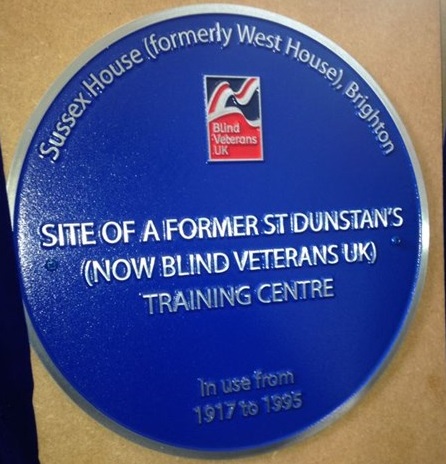 Sussex House (formerly West House), Brighton
Blind
Veterans
UK
SITE OF A FORMER ST DUNSTAN'S
(NOW BLIND VETERANS UK)
TRAINING CENTRE
In use from
1917 to 1995